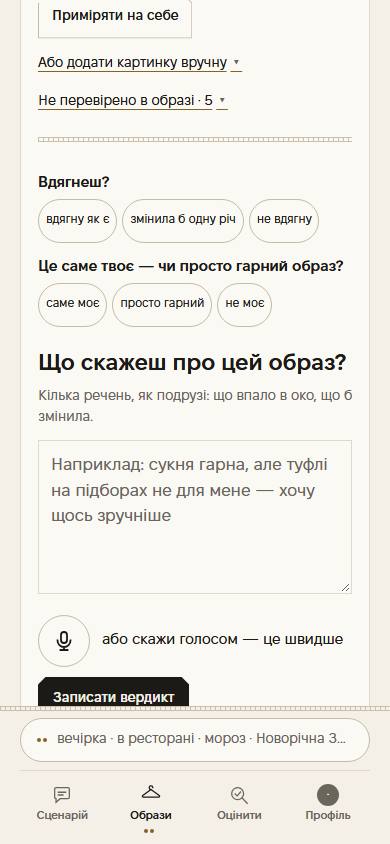 Приміряти на себе
Або додати картинку вручну ▾
Не перевірено в образі · 5 ▾
Вдягнеш?
вдягну як є змінила б одну річ не вдягну
Це саме твоє — чи просто гарний образ?
саме моє просто гарний не моє
Що скажеш про цей образ?
Кілька речень, як подрузі: що впало в око, що б
змінила.
Наприклад: сукня гарна, але туфлі
на підборах не для мене — хочу
щось зручніше
або скажи голосом — це швидше
Записати вердикт
вечірка · в ресторані · мороз · Новорічна З...
Сценарій Образи Оцінити Профіль